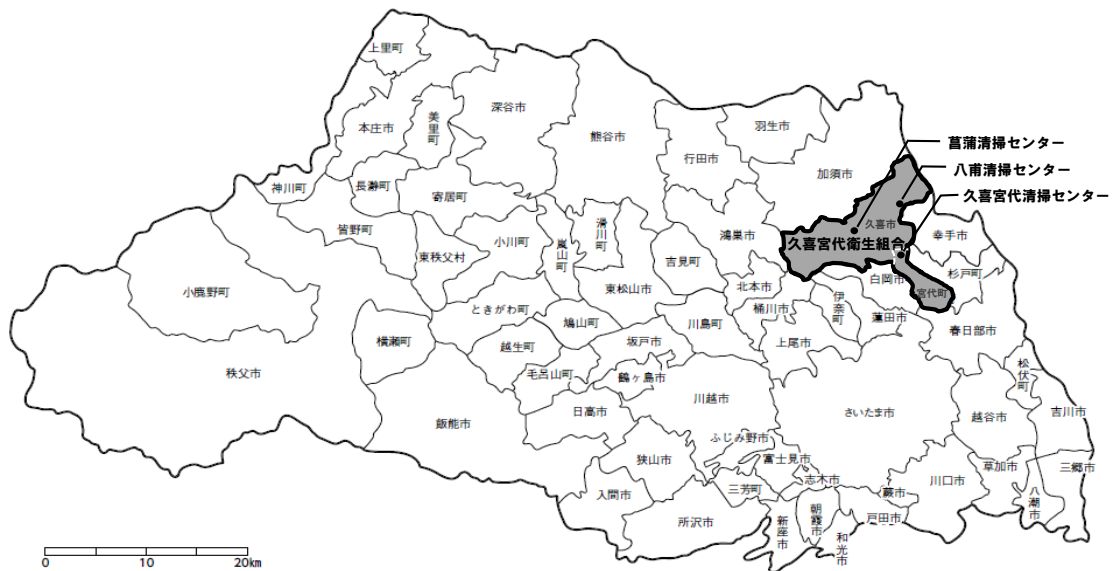 上里町
本庄市
美里町
深谷市
熊谷市
行田市
羽生市
加須市
菖蒲清掃センター
八甫清掃センター
久喜宮代清掃センター
神川町
長瀞町
寄居町
皆野町
東秩父村
小川町
嵐山町
滑川町
吉見町
鴻巣市
久喜市
久喜宮代衛生組合
幸手市
杉戸町
白岡市
宮代町
小鹿野町
ときがわ町
東松山市
北本市
桶川市
伊奈町
蓮田市
春日部市
横瀬町
鳩山町
川島町
上尾市
越生町
坂戸市
松伏町
秩父市
毛呂山町
鶴ヶ島市
川越市
さいたま市
越谷市
吉川市
飯能市
日高市
ふじみ野市
富士見市
狭山市
三芳町
志木市
川口市
草加市
三郷市
入間市
蕨市
八潮市
所沢市
新座市
朝霞市
和光市
戸田市
0 10 20km